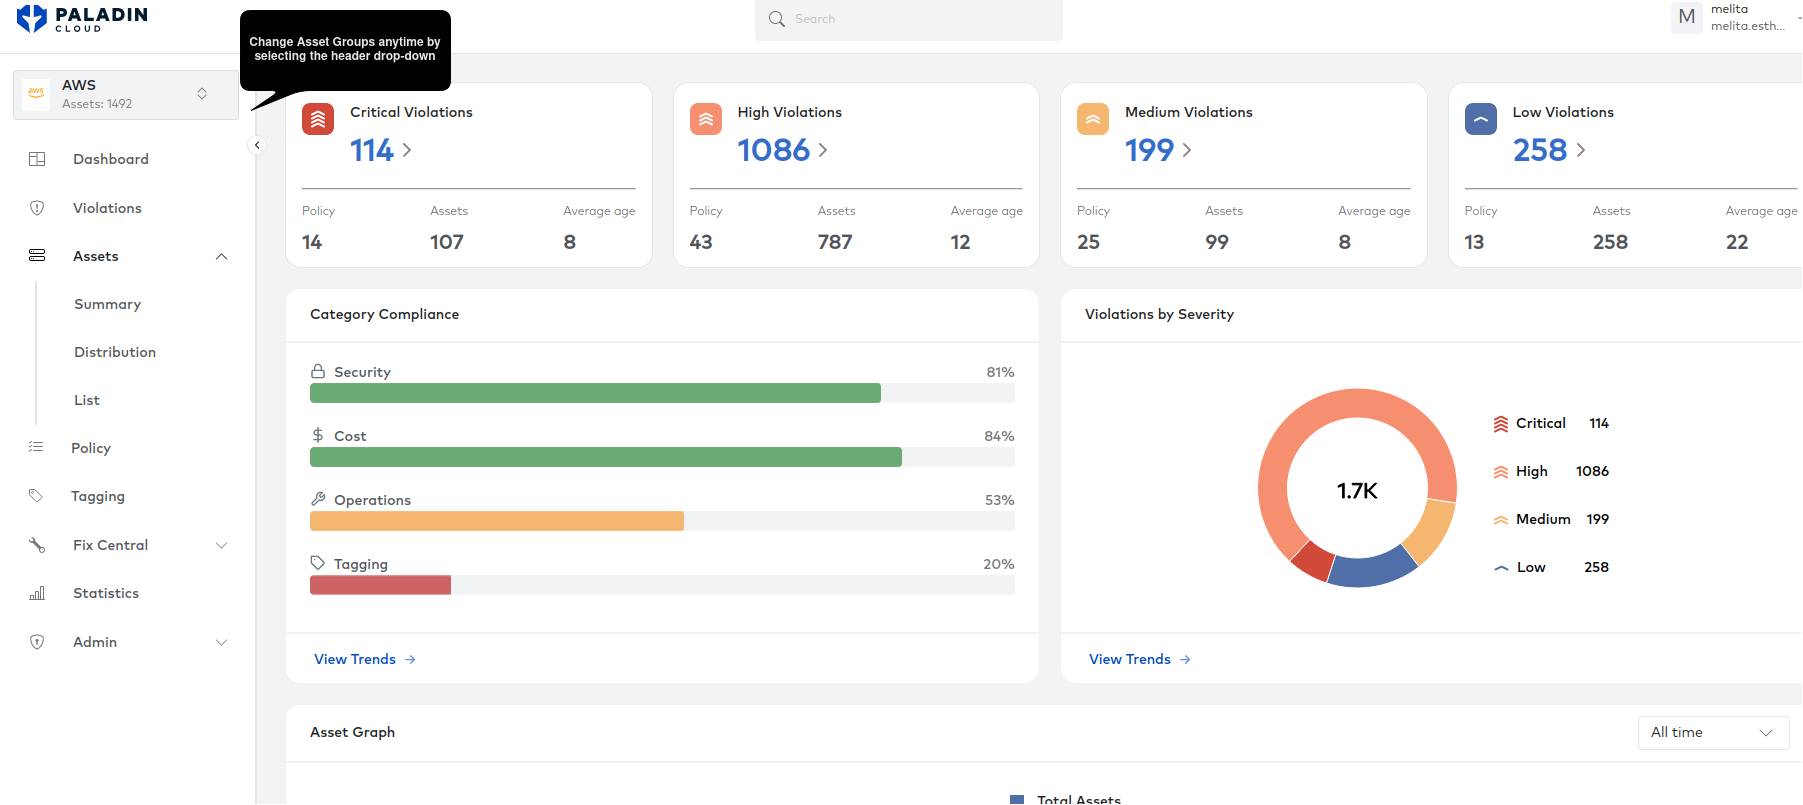 PALADIN
CLOUD
Change Asset Groups anytime by
selecting the header drop-down
Search
M
melita
melita.esth...
aws
AWS
Assets: 1492
Dashboard
Violations
Assets
Summary
Distribution
List
Policy
Tagging
Fix Central
Statistics
Admin
Critical Violations
114
Policy Assets Average age
14 107 8
High Violations
1086
Policy Assets Average age
43 787 12
Medium Violations
199
Policy Assets Average age
25 99 8
Low Violations
258
Policy Assets Average age
13 258 22
Category Compliance
Security 81%
Cost 84%
Operations 53%
Tagging 20%
View Trends
Violations by Severity
1.7K
Critical 114
High 1086
Medium 199
Low 258
View Trends
Asset Graph
All time
Total Assets